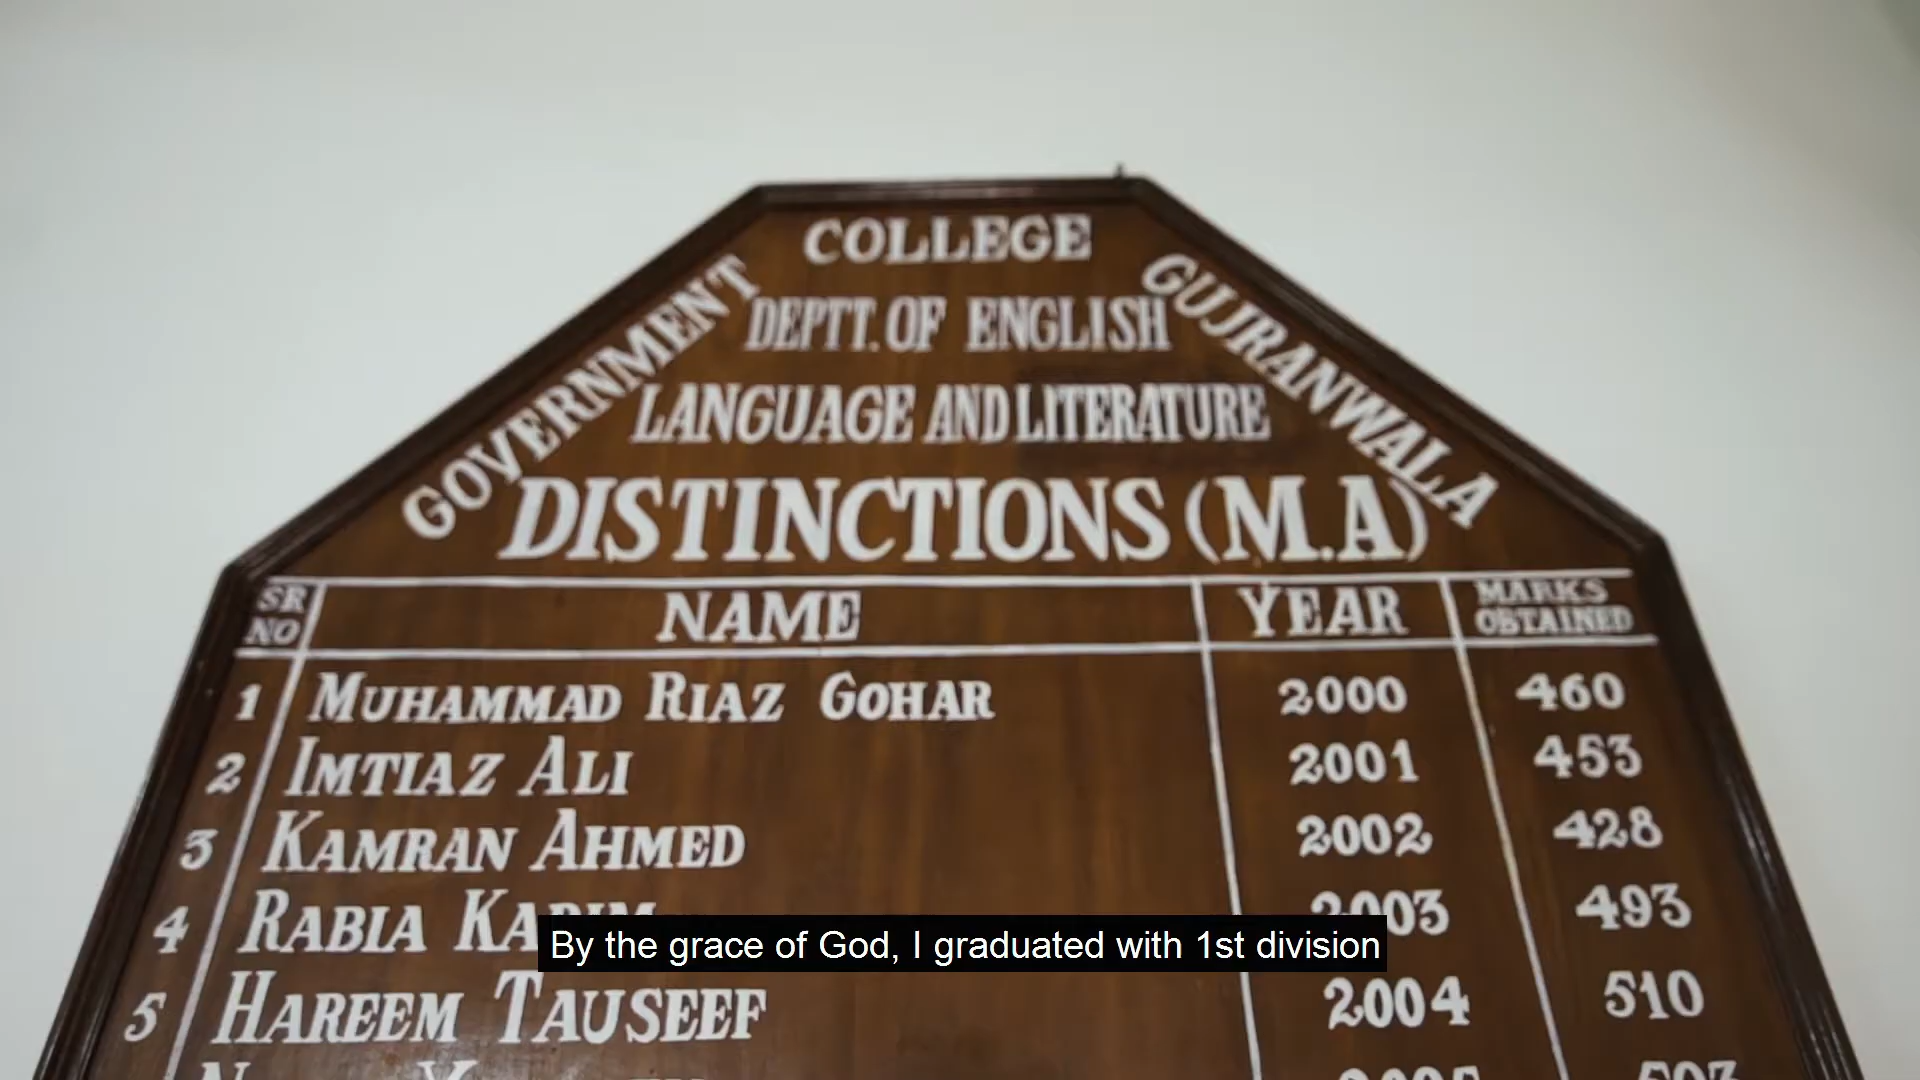 GOVERNMENT COLLEGE GUJRANWALA
DEPTT. OF ENGLISH
LANGUAGE AND LITERATURE
DISTINCTIONS (M.A)
SR NO NAME YEAR MARKS OBTAINED
1 MUHAMMAD RIAZ GOHAR 2000 460
2 IMTIAZ ALI 2001 453
3 KAMRAN AHMED 2002 428
4 RABIA 2003 493
By the grace of God, I graduated with 1st division
5 HAREEM TAUSEEF 2004 510